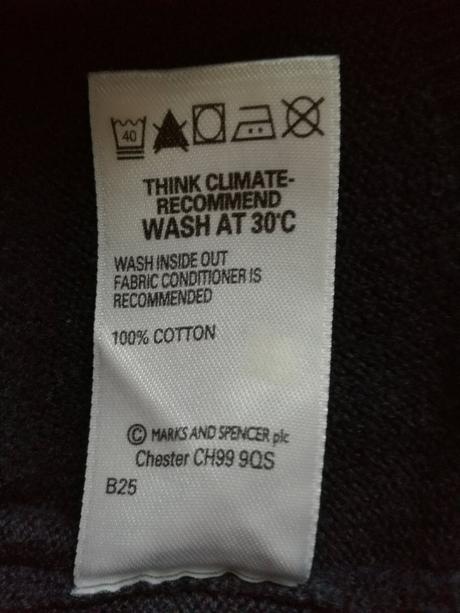 40
THINK CLIMATE-
RECOMMEND
WASH AT 30°C
WASH INSIDE OUT
FABRIC CONDITIONER IS
RECOMMENDED
100% COTTON
© MARKS AND SPENCER plc
Chester CH99 9QS
B25